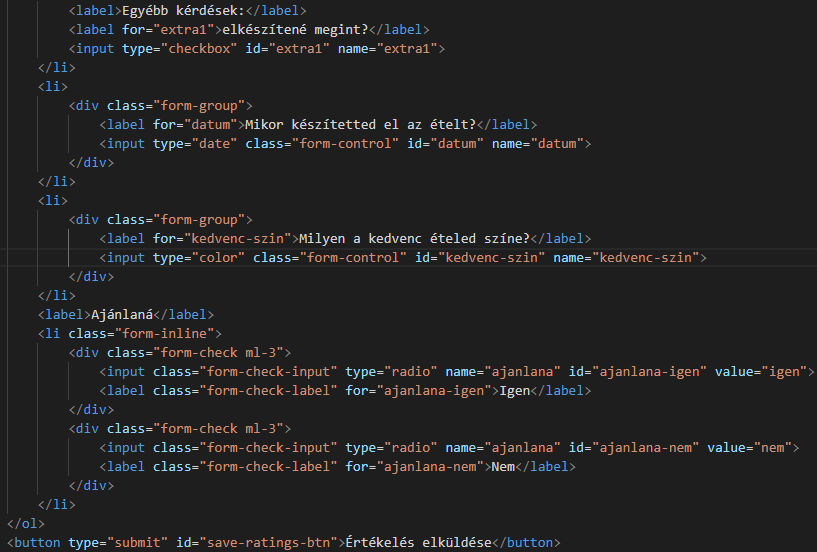 <label>Egyébb kérdések:</label>
<label for="extra1">elkészítené megint?</label>
<input type="checkbox" id="extra1" name="extra1">
</li>
<li>
<div class="form-group">
<label for="datum">Mikor készítetted el az ételt?</label>
<input type="date" class="form-control" id="datum" name="datum">
</div>
</li>
<li>
<div class="form-group">
<label for="kedvenc-szin">Milyen a kedvenc ételed színe?</label>
<input type="color" class="form-control" id="kedvenc-szin" name="kedvenc-szin">
</div>
</li>
<label>Ajánlaná</label>
<li class="form-inline">
<div class="form-check ml-3">
<input class="form-check-input" type="radio" name="ajanlana" id="ajanlana-igen" value="igen">
<label class="form-check-label" for="ajanlana-igen">Igen</label>
</div>
<div class="form-check ml-3">
<input class="form-check-input" type="radio" name="ajanlana" id="ajanlana-nem" value="nem">
<label class="form-check-label" for="ajanlana-nem">Nem</label>
</div>
</li>
</ol>
<button type="submit" id="save-ratings-btn">Értékelés elküldése</button>